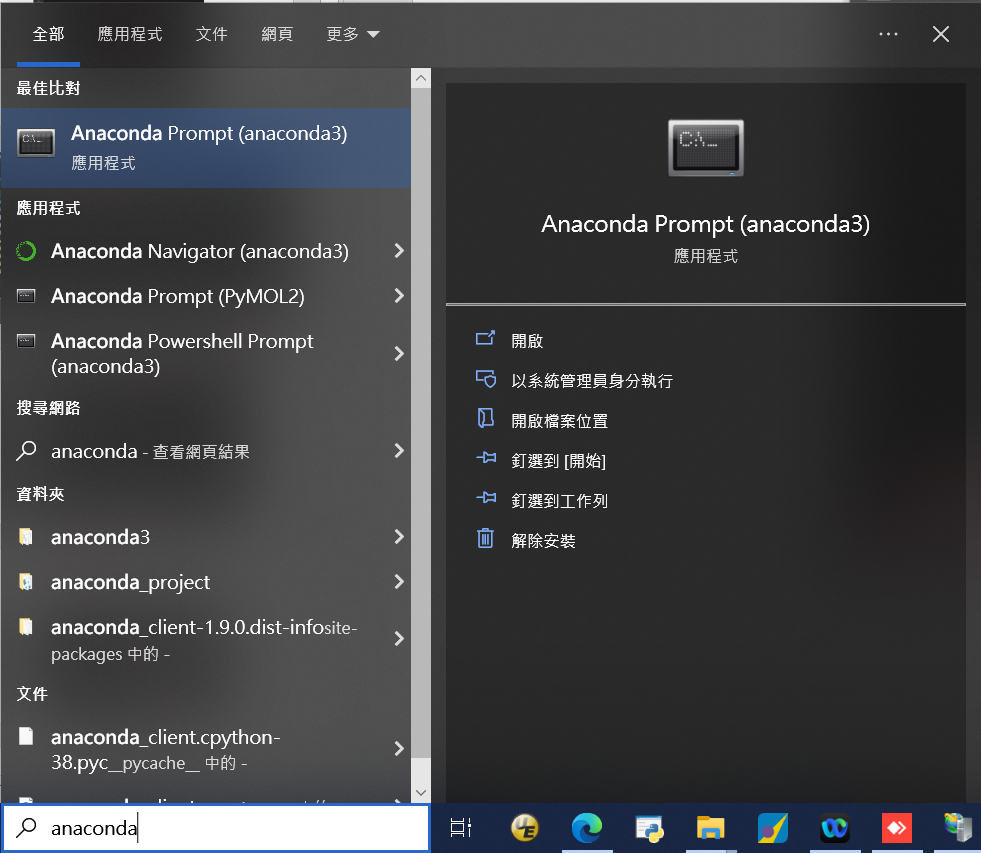 全部 應用程式 文件 網頁 更多
最佳比對
Anaconda Prompt (anaconda3)
應用程式
應用程式
Anaconda Navigator (anaconda3)
Anaconda Prompt (PyMOL2)
Anaconda Powershell Prompt
(anaconda3)
搜尋網路
anaconda - 查看網頁結果
資料夾
anaconda3
anaconda_project
anaconda_client-1.9.0.dist-infosite-
packages 中的 -
文件
anaconda_client.cpython-
38.pyc__pycache__ 中的 -
anaconda
C:\_
Anaconda Prompt (anaconda3)
應用程式
開啟
以系統管理員身分執行
開啟檔案位置
釘選到 [開始]
釘選到工作列
解除安裝